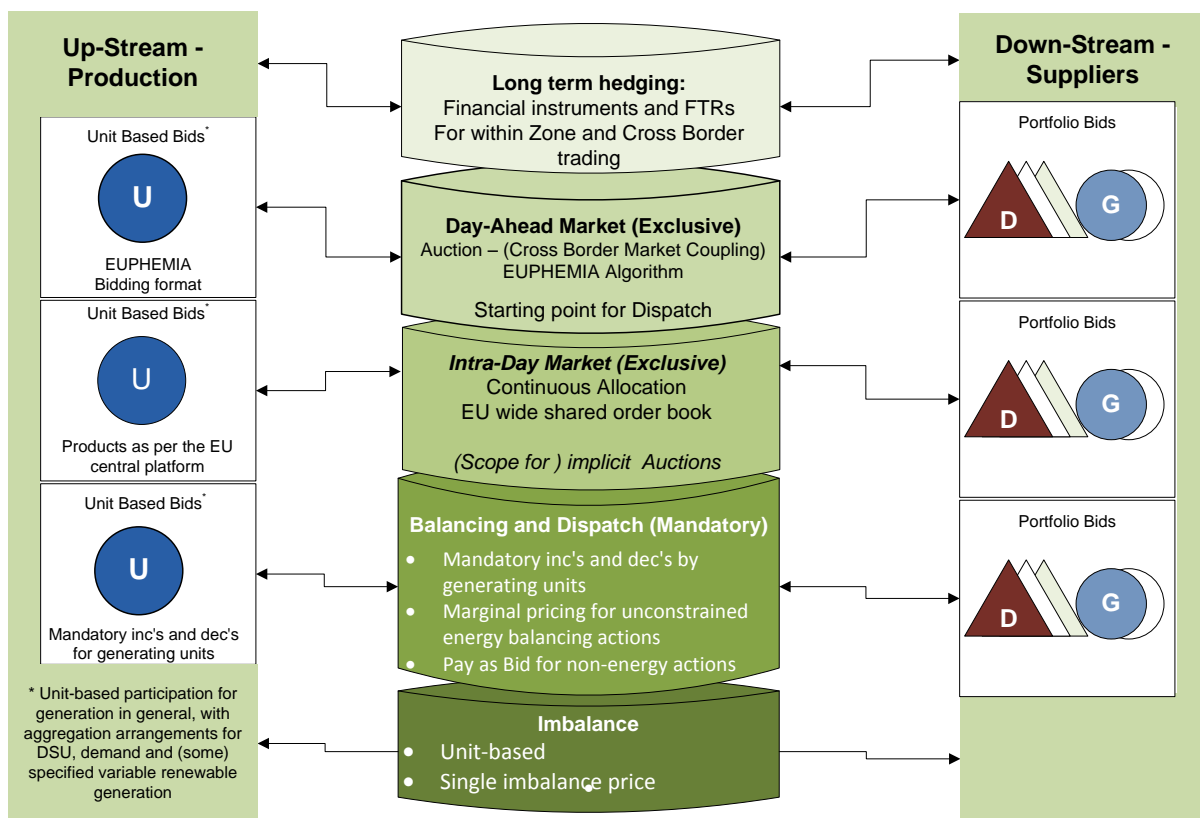 Up-Stream -
Production
Unit Based Bids*
U
EUPHEMIA
Bidding format
Unit Based Bids*
U
Products as per the EU
central platform
Unit Based Bids*
U
Mandatory inc's and dec's
for generating units
* Unit-based participation for
generation in general, with
aggregation arrangements for
DSU, demand and (some)
specified variable renewable
generation
Long term hedging:
Financial instruments and FTRs
For within Zone and Cross Border
trading
Day-Ahead Market (Exclusive)
Auction – (Cross Border Market Coupling)
EUPHEMIA Algorithm
Starting point for Dispatch
Intra-Day Market (Exclusive)
Continuous Allocation
EU wide shared order book
(Scope for ) implicit Auctions
Balancing and Dispatch (Mandatory)
• Mandatory inc's and dec's by
generating units
• Marginal pricing for unconstrained
energy balancing actions
• Pay as Bid for non-energy actions
Imbalance
• Unit-based
• Single imbalance price
Down-Stream -
Suppliers
Portfolio Bids
D
G
Portfolio Bids
D
G
Portfolio Bids
D
G